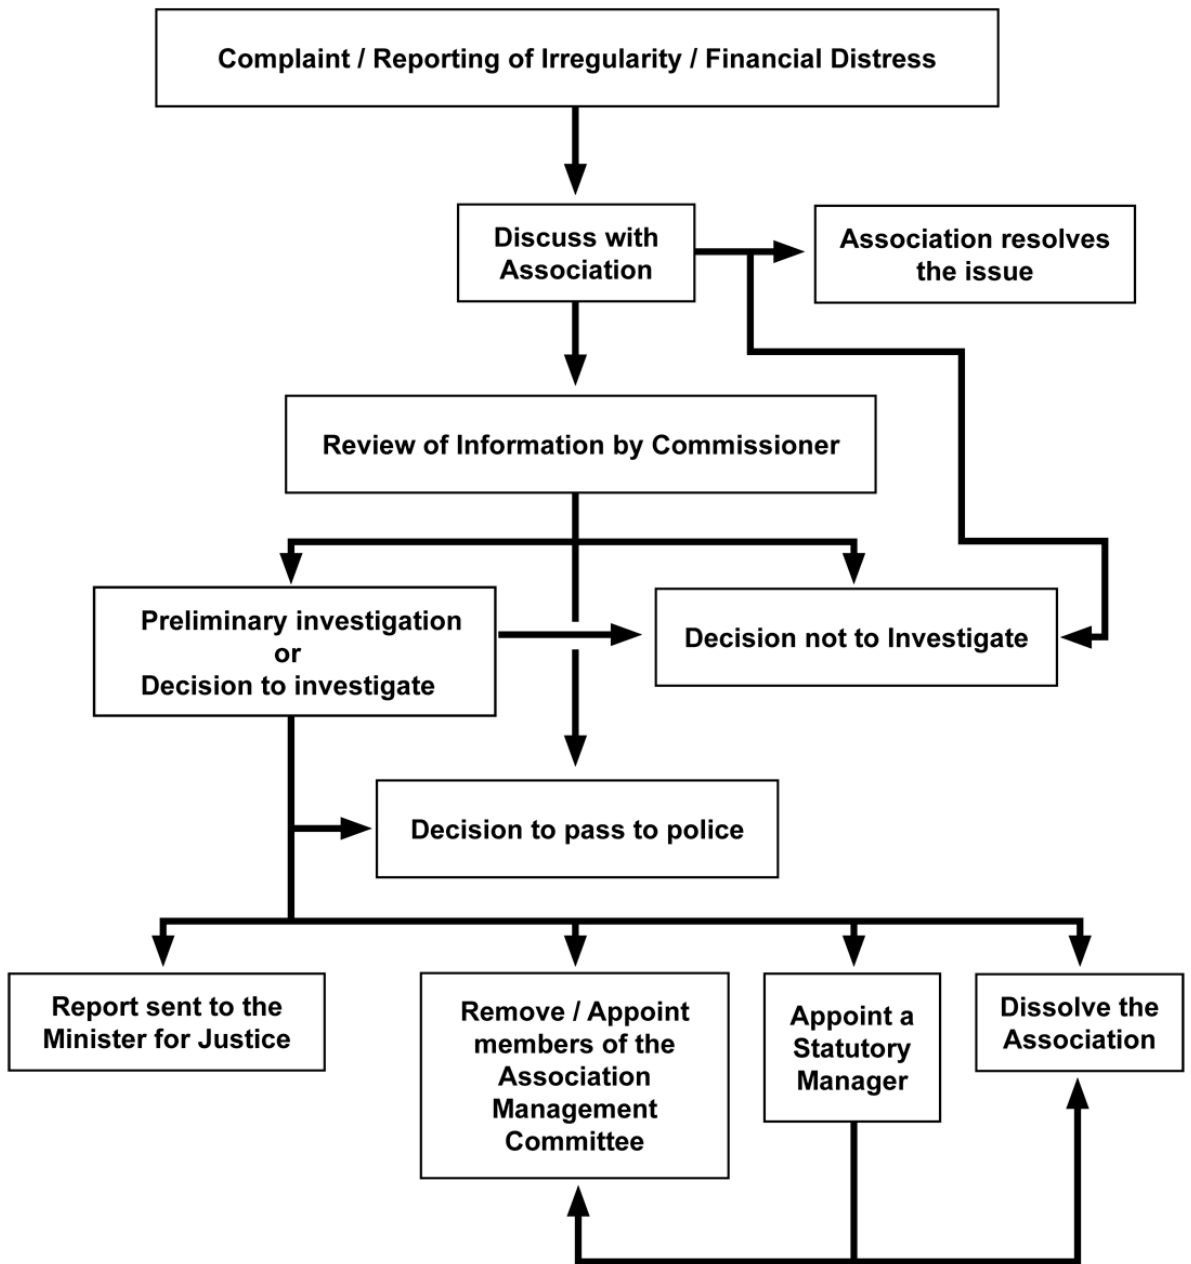 Complaint / Reporting of Irregularity / Financial Distress
Discuss with
Association
Association resolves
the issue
Review of Information by Commissioner
Preliminary investigation
or
Decision to investigate
Decision not to Investigate
Decision to pass to police
Report sent to the
Minister for Justice
Remove / Appoint
members of the
Association
Management
Committee
Appoint a
Statutory
Manager
Dissolve the
Association